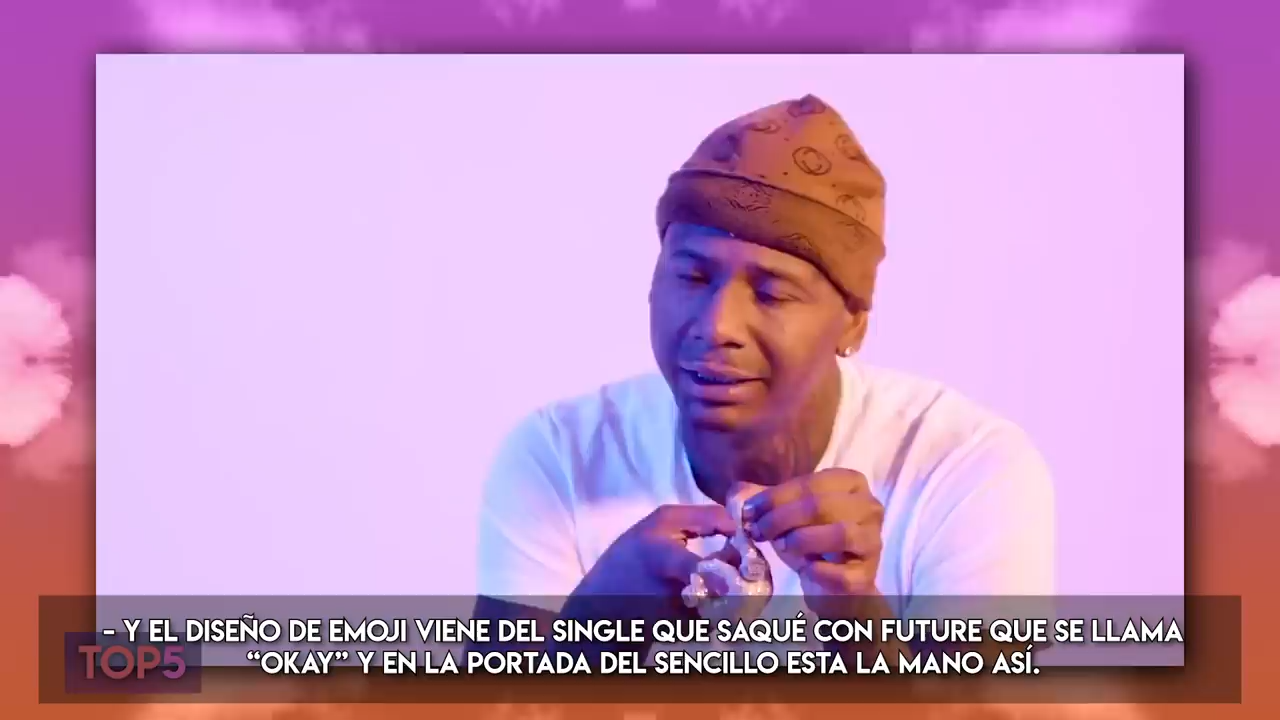 - Y EL DISEÑO DE EMOJI VIENE DEL SINGLE QUE SAQUÉ CON FUTURE QUE SE LLAMA
“OKAY” Y EN LA PORTADA DEL SENCILLO ESTA LA MANO ASÍ.
TOP5